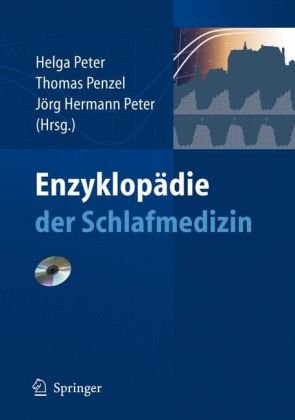 Helga Peter
Thomas Penzel
Jörg Hermann Peter
(Hrsg.)
Enzyklopädie
der Schlafmedizin
Springer